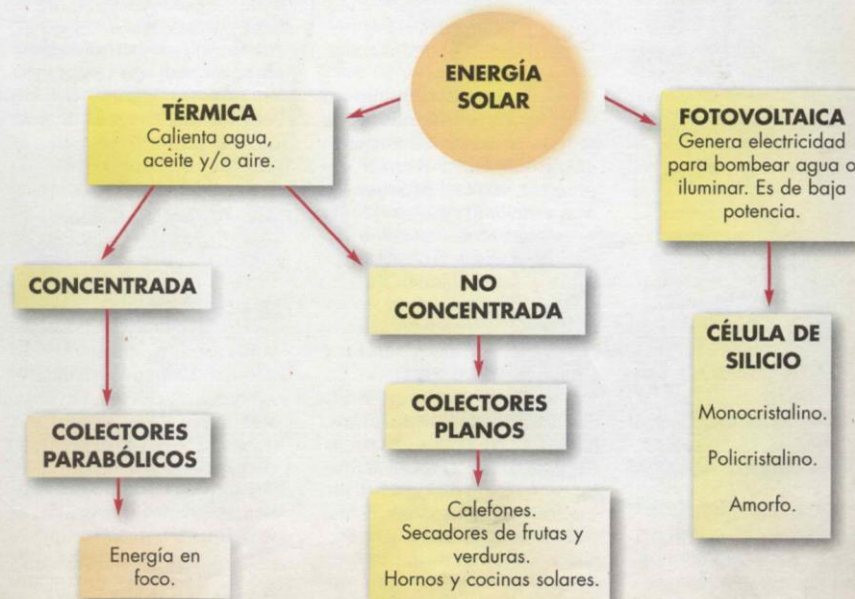 ENERGÍA
SOLAR
TÉRMICA
Calienta agua,
aceite y/o aire.
FOTOVOLTAICA
Genera electricidad
para bombear agua o
iluminar. Es de baja
potencia.
CONCENTRADA
NO
CONCENTRADA
CÉLULA DE
SILICIO
Monocristalino.
Policristalino.
Amorfo.
COLECTORES
PARABÓLICOS
COLECTORES
PLANOS
Energía en
foco.
Calefones.
Secadores de frutas y
verduras.
Hornos y cocinas solares.